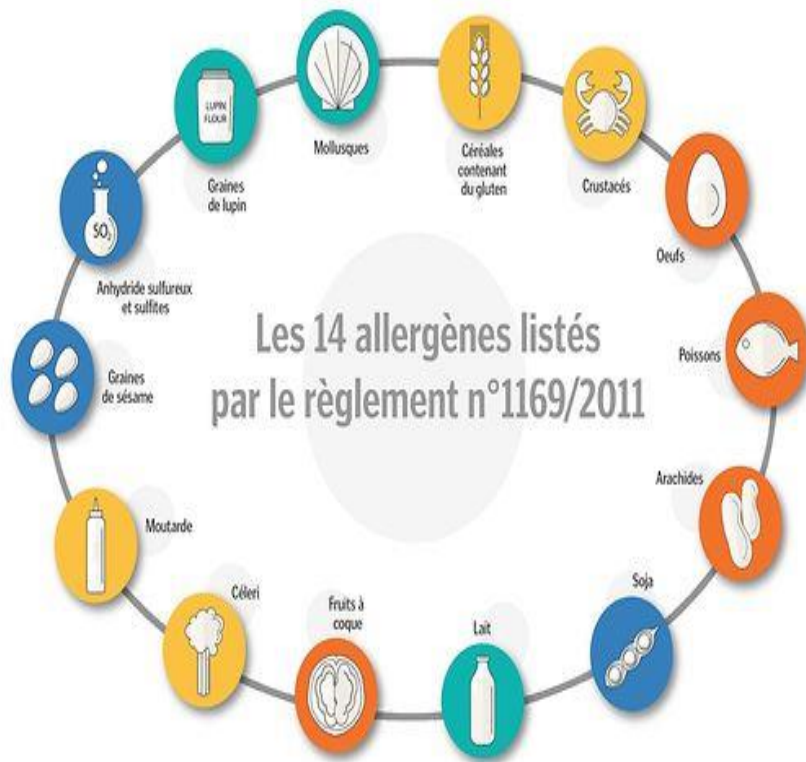 Les 14 allergènes listés
par le règlement n°1169/2011
Céréales
contenant
du gluten
Crustacés
Oeufs
Poissons
Arachides
Soja
Lait
Fruits à
coque
Céleri
Moutarde
Graines
de sésame
Anhydride sulfureux
et sulfites
SO₂
Graines
de lupin
LUPIN
FLOUR
Mollusques